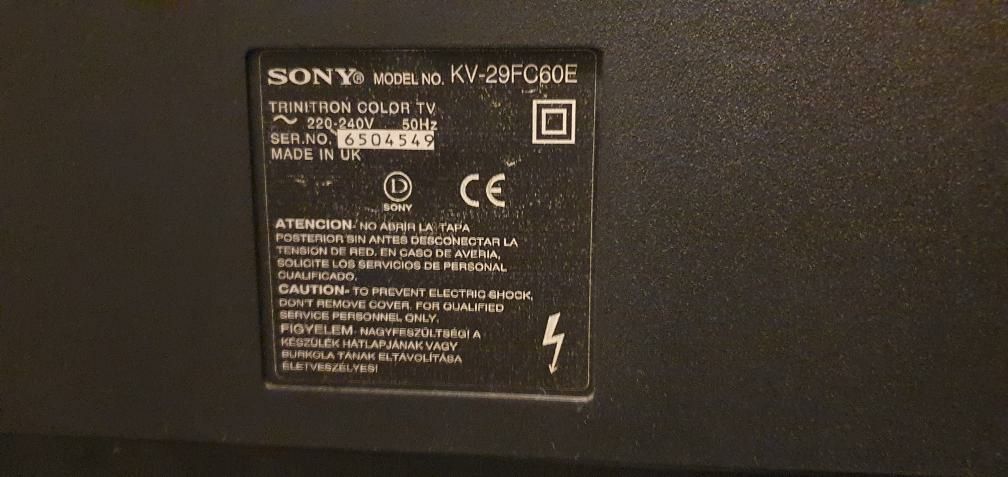 SONY® MODEL NO. KV-29FC60E
TRINITRON COLOR TV
~ 220-240V 50Hz
SER.NO. 6504549
MADE IN UK
D
SONY
CE
ATENCION- NO ABRIR LA TAPA
POSTERIOR SIN ANTES DESCONECTAR LA
TENSION DE RED. EN CASO DE AVERIA,
SOLICITE LOS SERVICIOS DE PERSONAL
CUALIFICADO.
CAUTION- TO PREVENT ELECTRIC SHOCK,
DON'T REMOVE COVER. FOR QUALIFIED
SERVICE PERSONNEL ONLY.
FIGYELEM- NAGYFESZÜLTSÉG! A
KÉSZÜLÉK HÁTLAPJÁNAK VAGY
BURKOLA TÁNAK ELTÁVOLÍTÁSA
ÉLETVESZÉLYES!